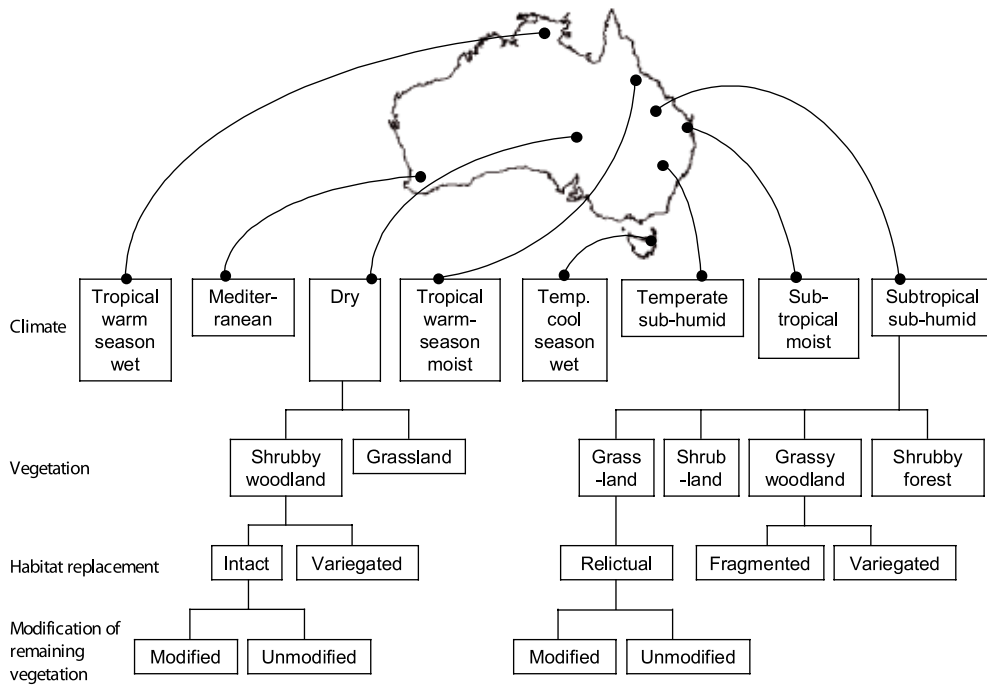 Climate
Tropical
warm
season
wet
Mediter-
ranean
Dry
Tropical
warm-
season
moist
Temp.
cool
season
wet
Temperate
sub-humid
Sub-
tropical
moist
Subtropical
sub-humid
Vegetation
Shrubby
woodland
Grassland
Grass
-land
Shrub
-land
Grassy
woodland
Shrubby
forest
Habitat replacement
Intact
Variegated
Relictual
Fragmented
Variegated
Modification of
remaining
vegetation
Modified
Unmodified
Modified
Unmodified